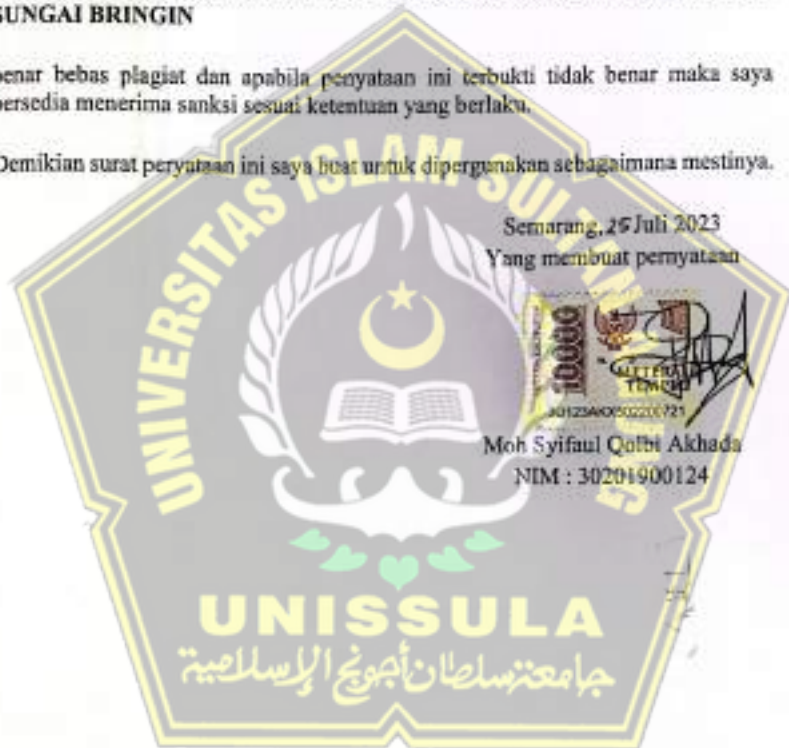 SUNGAI BRINGIN
benar bebas plagiat dan apabila penyataan ini terbukti tidak benar maka saya
bersedia menerima sanksi sesuai ketentuan yang berlaku.
Demikian surat peryataan ini saya buat untuk dipergunakan sebagaimana mestinya.
Semarang, 25 Juli 2023
Yang membuat pernyataan
10000
METERAI
TEMPEL
Moh Syifaul Qolbi Akhada
NIM : 30201900124
UNIVERSITAS ISLAM SULTAN AGUNG
UNISSULA
جامعة سلطان أجونج الإسلامية